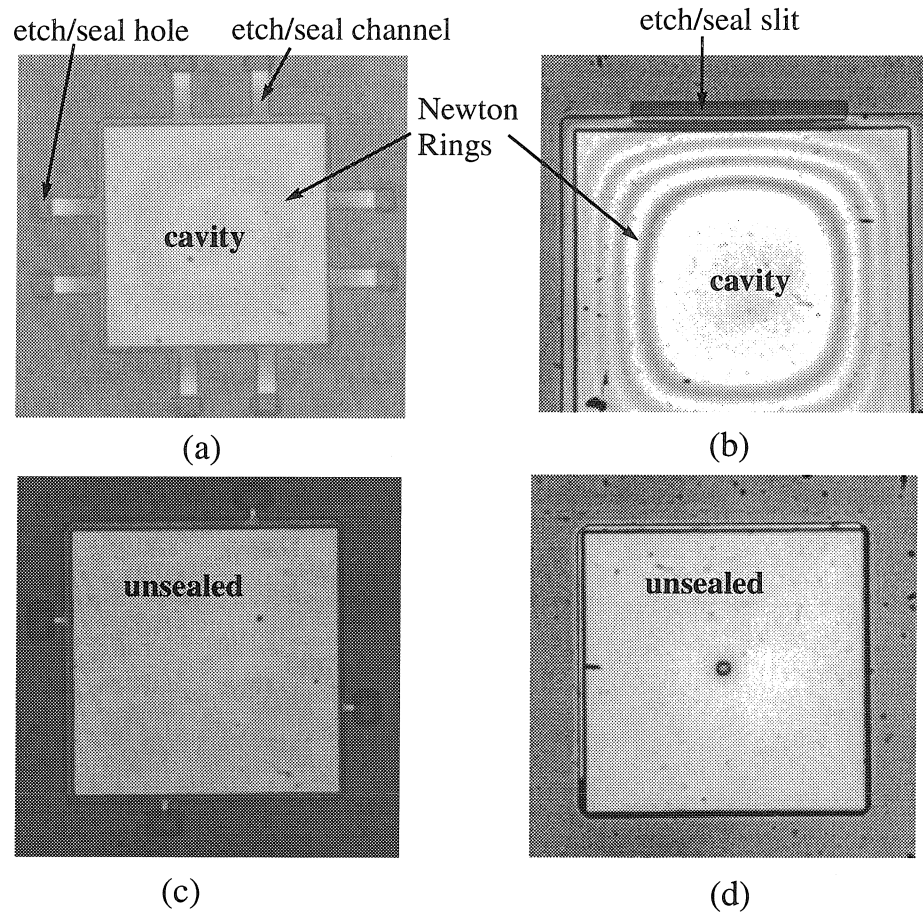 etch/seal hole
etch/seal channel
etch/seal slit
Newton
Rings
cavity
cavity
(a)
(b)
unsealed
unsealed
(c)
(d)